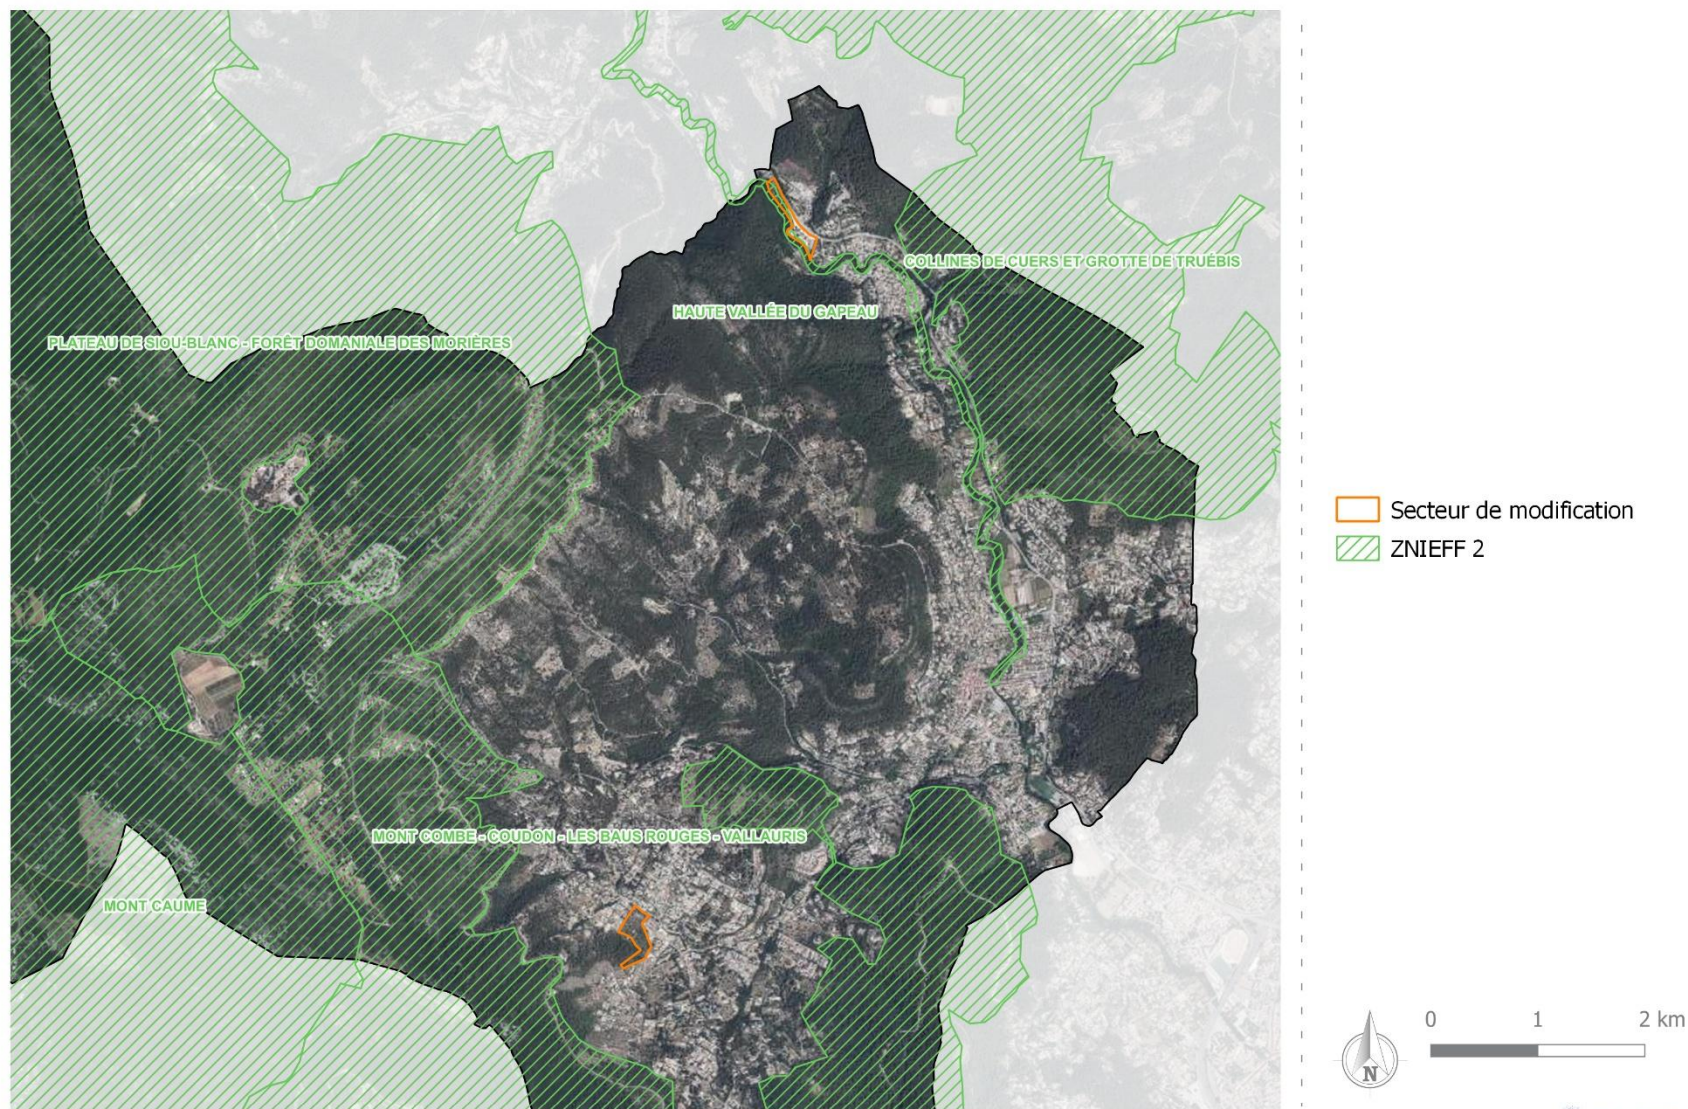 COLLINES DE CUERS ET GROTTE DE TRUÉBIS
HAUTE VALLÉE DU GAPEAU
PLATEAU DE SIOU-BLANC - FORÊT DOMANIALE DES MORIÈRES
MONT COMBE - COUDON - LES BAUS ROUGES - VALLAURIS
MONT CAUME
Secteur de modification
ZNIEFF 2
0 1 2 km
N